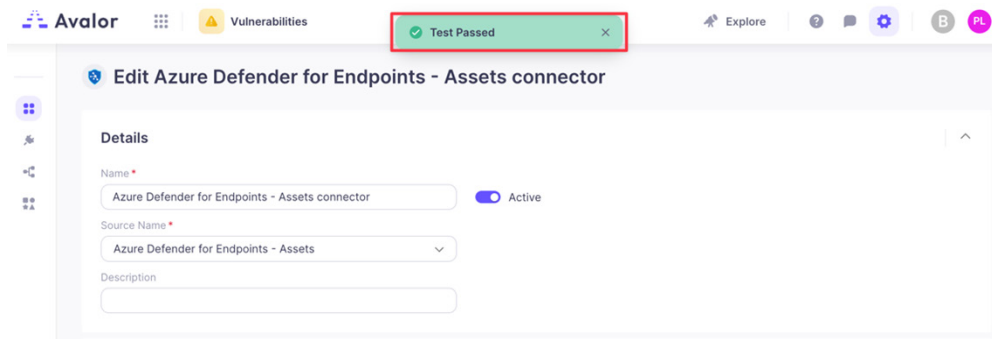 Avalor
Vulnerabilities
Test Passed
Explore
B
PL
Edit Azure Defender for Endpoints - Assets connector
Details
Name*
Azure Defender for Endpoints - Assets connector
Active
Source Name*
Azure Defender for Endpoints - Assets
Description